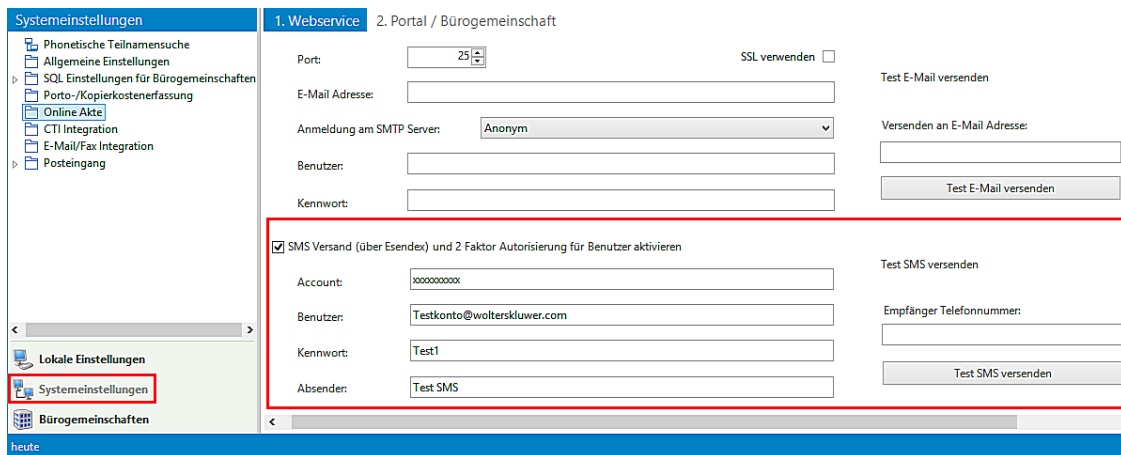 Systemeinstellungen
Phonetische Teilnamensuche
Allgemeine Einstellungen
SQL Einstellungen für Bürogemeinschaften
Porto-/Kopierkostenerfassung
Online Akte
CTI Integration
E-Mail/Fax Integration
Posteingang
Lokale Einstellungen
Systemeinstellungen
Bürogemeinschaften
heute
1. Webservice 2. Portal / Bürogemeinschaft
Port: 25 SSL verwenden
Test E-Mail versenden
E-Mail Adresse:
Anmeldung am SMTP Server: Anonym Versenden an E-Mail Adresse:
Benutzer:
Test E-Mail versenden
Kennwort:
SMS Versand (über Esendex) und 2 Faktor Autorisierung für Benutzer aktivieren
Test SMS versenden
Account: xxxxxxxxxx
Benutzer: Testkonto@wolterskluwer.com Empfänger Telefonnummer:
Kennwort: Test1
Test SMS versenden
Absender: Test SMS